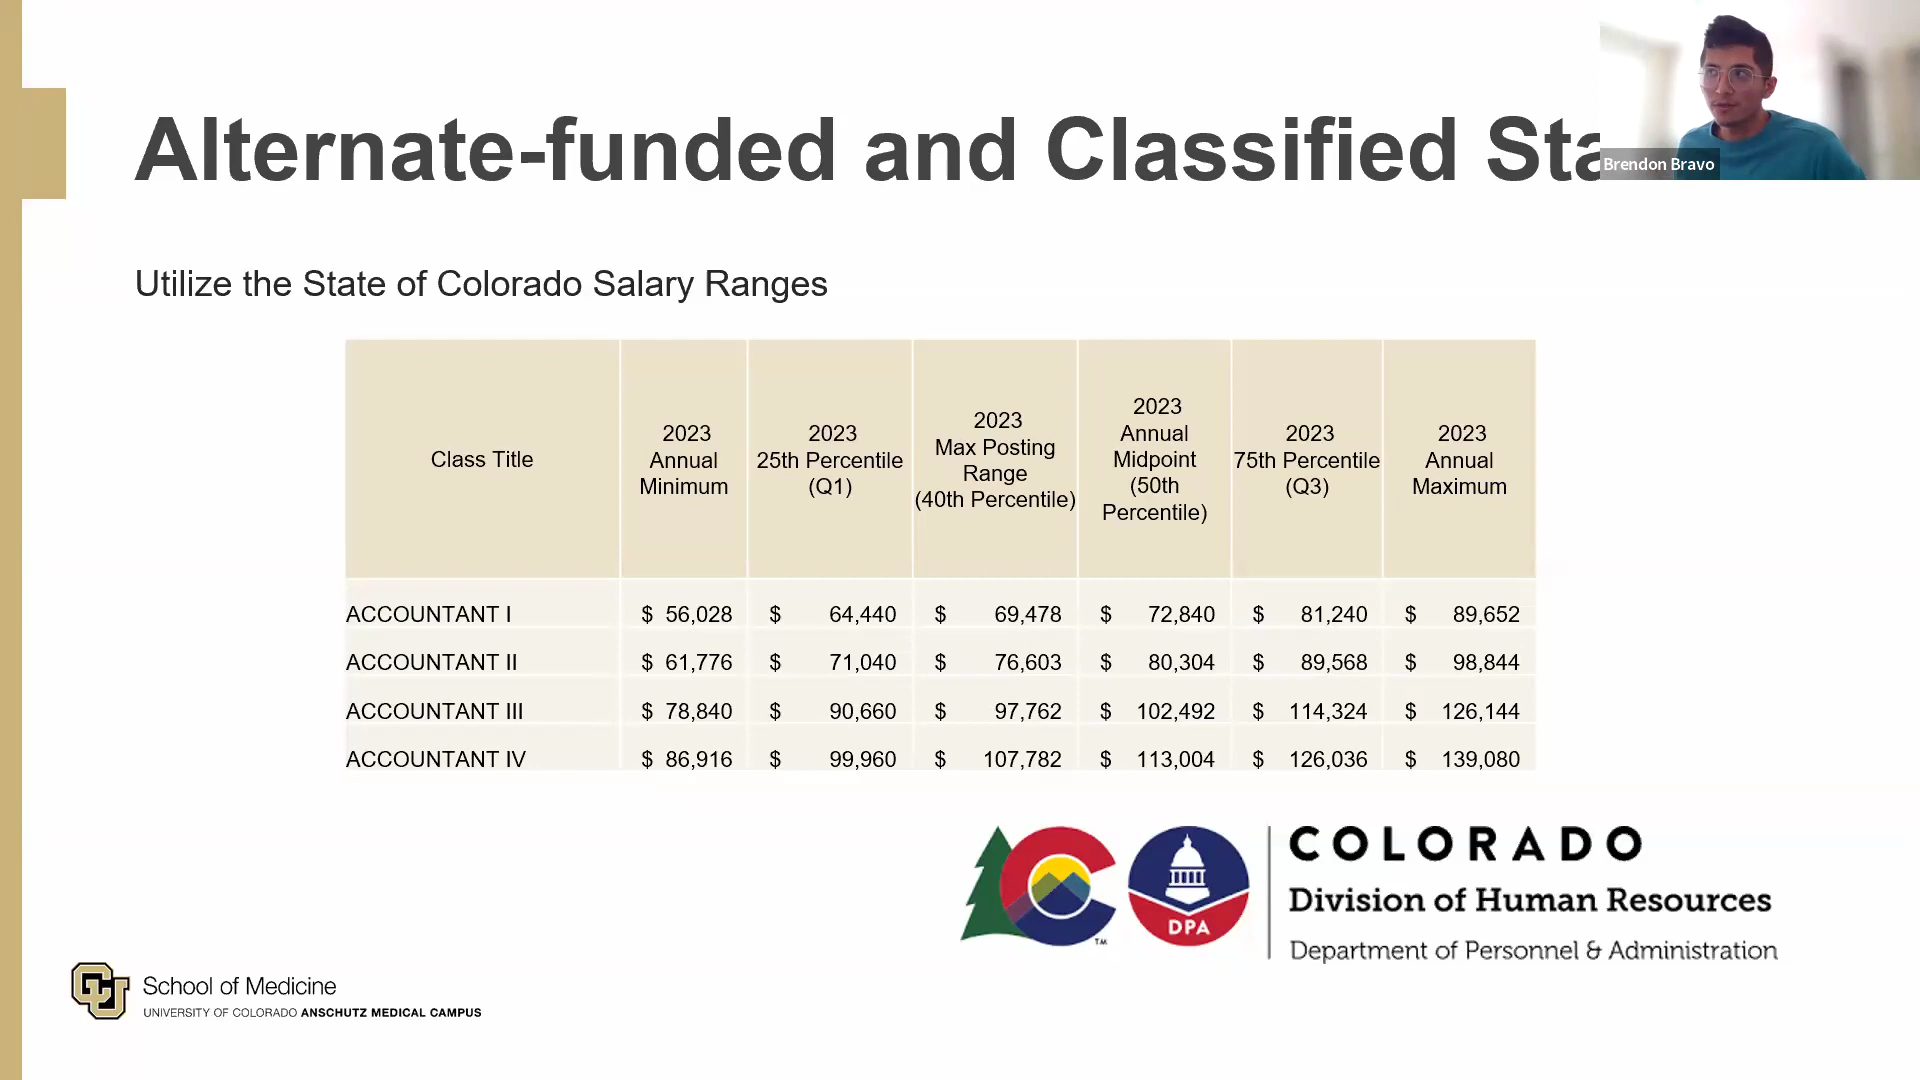 Alternate-funded and Classified
Brendon Bravo
Utilize the State of Colorado Salary Ranges
Class Title
2023
Annual
Minimum
2023
25th Percentile
(Q1)
2023
Max Posting
Range
(40th Percentile)
2023
Annual
Midpoint
(50th
Percentile)
2023
75th Percentile
(Q3)
2023
Annual
Maximum
ACCOUNTANT I $ 56,028 $ 64,440 $ 69,478 $ 72,840 $ 81,240 $ 89,652
ACCOUNTANT II $ 61,776 $ 71,040 $ 76,603 $ 80,304 $ 89,568 $ 98,844
ACCOUNTANT III $ 78,840 $ 90,660 $ 97,762 $ 102,492 $ 114,324 $ 126,144
ACCOUNTANT IV $ 86,916 $ 99,960 $ 107,782 $ 113,004 $ 126,036 $ 139,080
TM
DPA
COLORADO
Division of Human Resources
Department of Personnel & Administration
CU
School of Medicine
UNIVERSITY OF COLORADO ANSCHUTZ MEDICAL CAMPUS